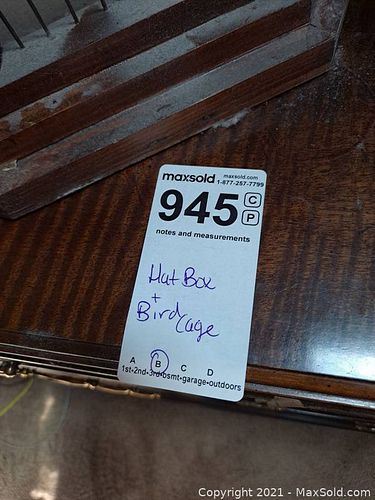 maxsold maxsold.com
1-877-257-7799
945 C
P
notes and measurements
Hat Box
+
Bird Cage
A B C D
1st-2nd-3rd-bsmt-garage-outdoors
Copyright © 2021 - MaxSold.com